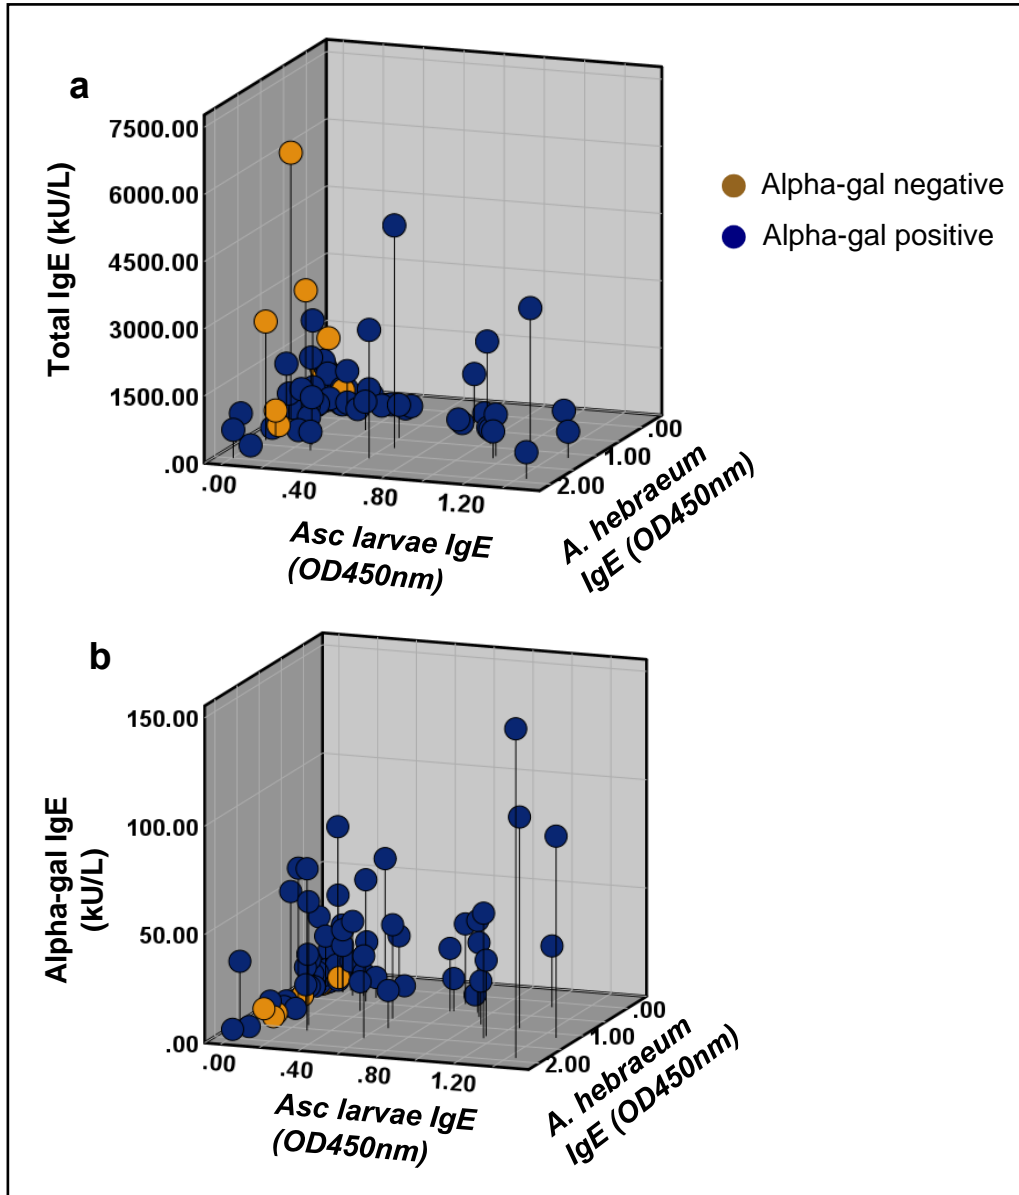 a
7500.00
6000.00
4500.00
3000.00
1500.00
.00
Total IgE (kU/L)
.00
.40
.80
1.20
Asc larvae IgE
(OD450nm)
.00
1.00
2.00
A. hebraeum
IgE (OD450nm)
Alpha-gal negative
Alpha-gal positive
b
150.00
100.00
50.00
.00
Alpha-gal IgE
(kU/L)
.00
.40
.80
1.20
Asc larvae IgE
(OD450nm)
.00
1.00
2.00
A. hebraeum
IgE (OD450nm)